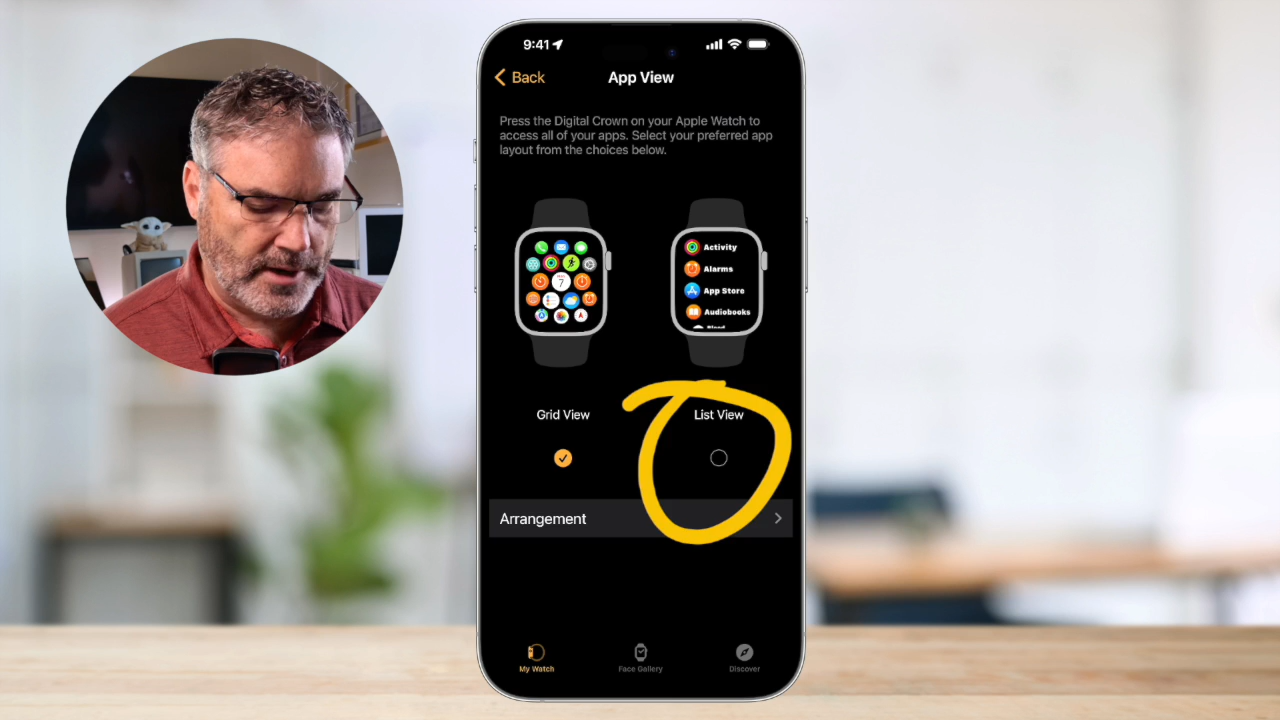 9:41
Back
App View
Press the Digital Crown on your Apple Watch to
access all of your apps. Select your preferred app
layout from the choices below.
7
Activity
Alarms
App Store
Audiobooks
Grid View
List View
Arrangement
My Watch
Face Gallery
Discover